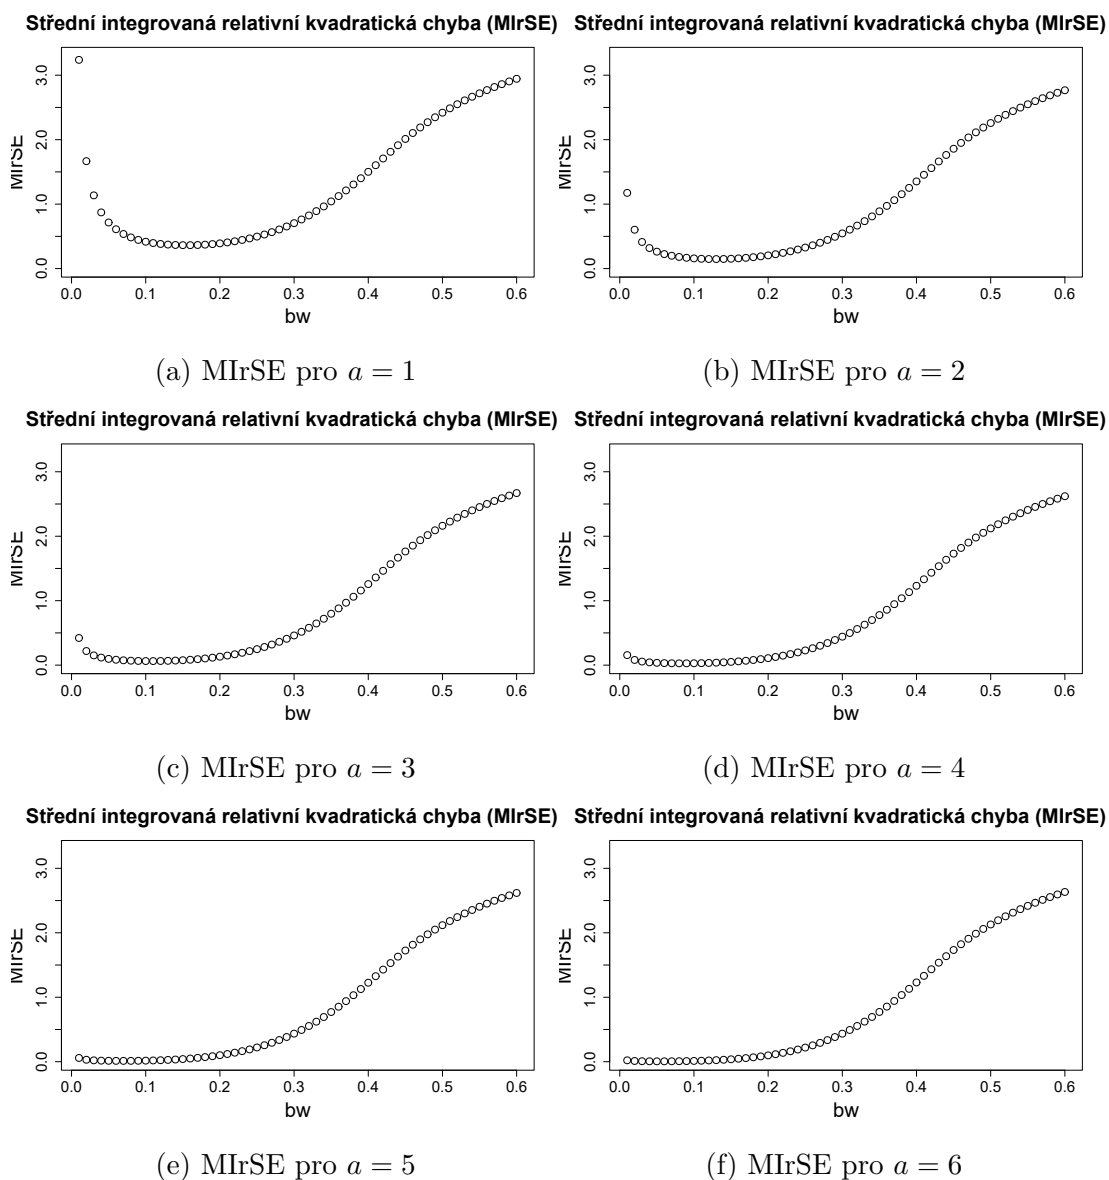 Střední integrovaná relativní kvadratická chyba (MIrSE) Střední integrovaná relativní kvadratická chyba (MIrSE)
MIrSE
0.0 1.0 2.0 3.0
0.0 0.1 0.2 0.3 0.4 0.5 0.6
bw
MIrSE
0.0 1.0 2.0 3.0
0.0 0.1 0.2 0.3 0.4 0.5 0.6
bw
(a) MIrSE pro a = 1
(b) MIrSE pro a = 2
Střední integrovaná relativní kvadratická chyba (MIrSE) Střední integrovaná relativní kvadratická chyba (MIrSE)
MIrSE
0.0 1.0 2.0 3.0
0.0 0.1 0.2 0.3 0.4 0.5 0.6
bw
MIrSE
0.0 1.0 2.0 3.0
0.0 0.1 0.2 0.3 0.4 0.5 0.6
bw
(c) MIrSE pro a = 3
(d) MIrSE pro a = 4
Střední integrovaná relativní kvadratická chyba (MIrSE) Střední integrovaná relativní kvadratická chyba (MIrSE)
MIrSE
0.0 1.0 2.0 3.0
0.0 0.1 0.2 0.3 0.4 0.5 0.6
bw
MIrSE
0.0 1.0 2.0 3.0
0.0 0.1 0.2 0.3 0.4 0.5 0.6
bw
(e) MIrSE pro a = 5
(f) MIrSE pro a = 6